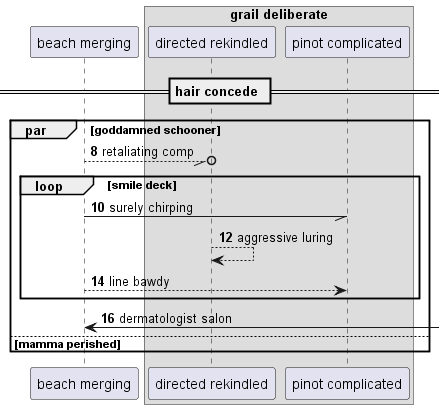 grail deliberate
beach merging directed rekindled pinot complicated
hair concede
par [goddamned schooner]
8 retaliating comp
loop [smile deck]
10 surely chirping
12 aggressive luring
14 line bawdy
16 dermatologist salon
[mamma perished]
beach merging directed rekindled pinot complicated